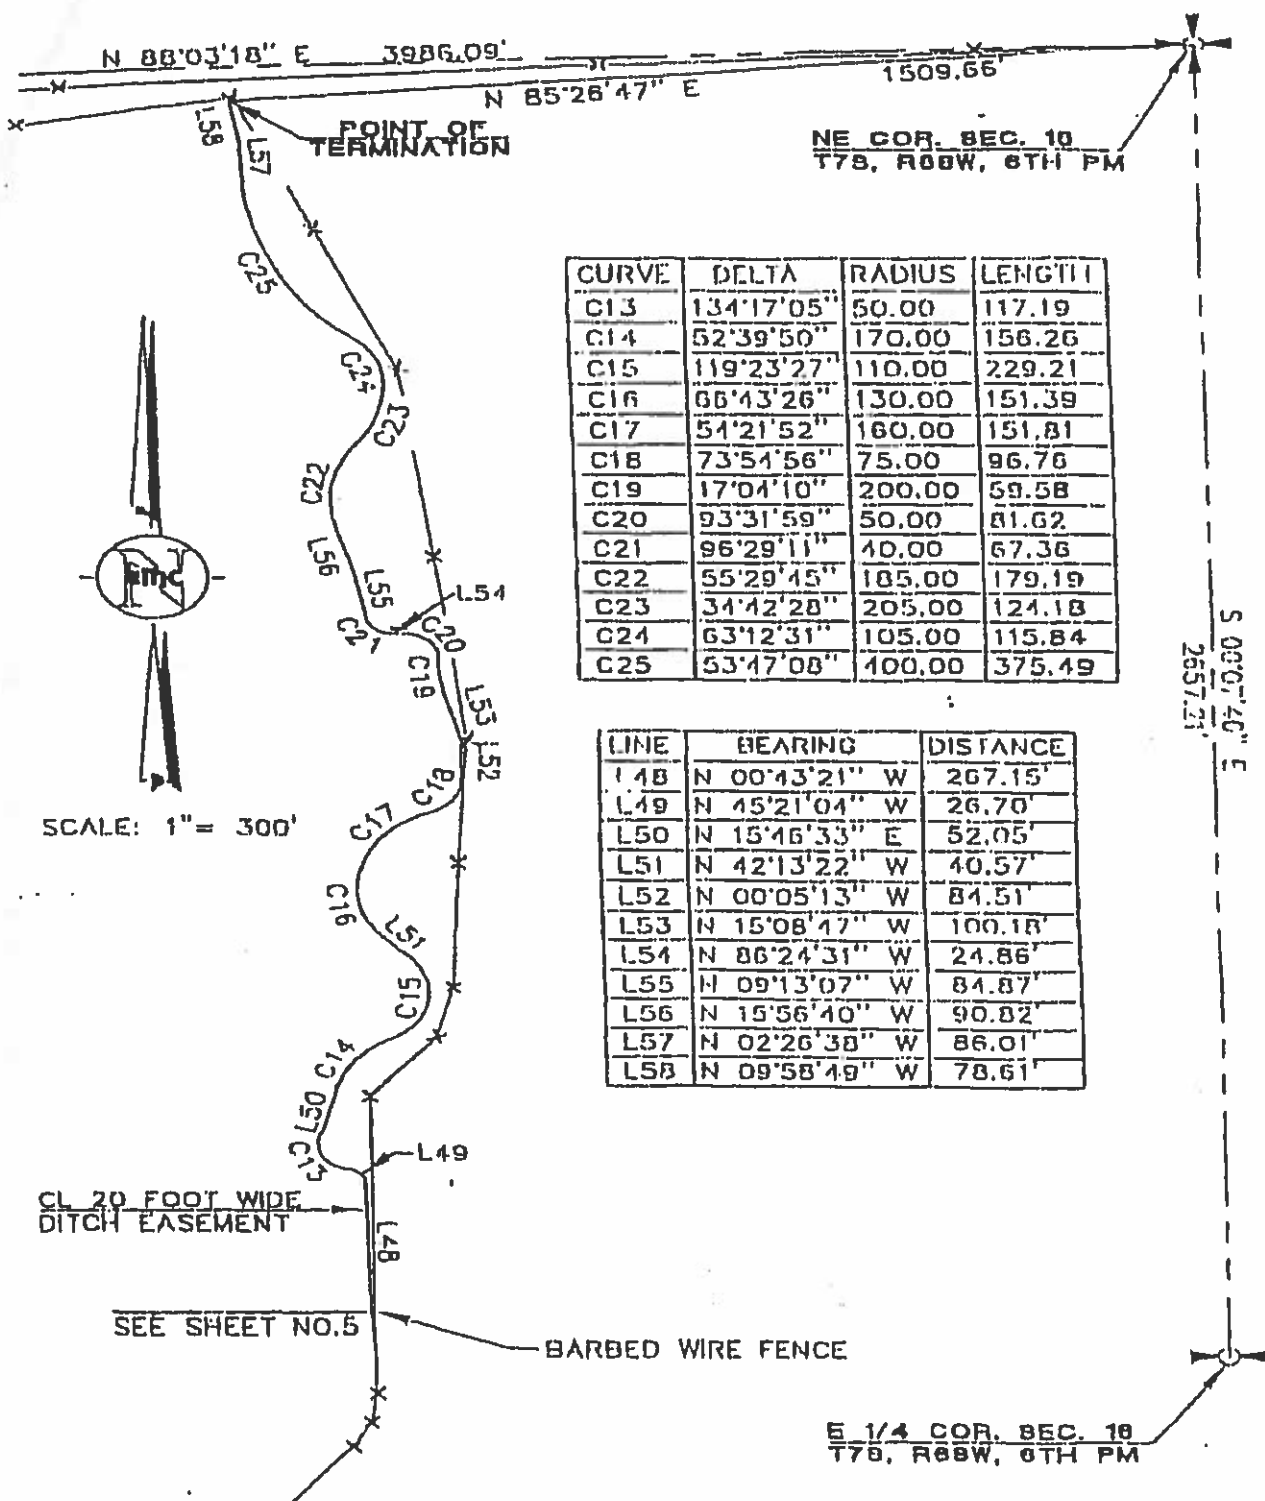 N 88°03'18" E 3986.09'
1509.66'
N 85°26'47" E
L58
L57
POINT OF
TERMINATION
NE COR. SEC. 18
T7S, R88W, 6TH PM
C25
C24
C23
C22
L56
L55
L54
C21
C20
C19
L53
L52
C18
C17
C16
L51
C15
C14
L50
C13
L49
L48
CURVE DELTA RADIUS LENGTH
C13 134°17'05" 50.00 117.19
C14 52°39'50" 170.00 156.26
C15 119°23'27" 110.00 229.21
C16 66°43'26" 130.00 151.39
C17 54°21'52" 160.00 151.81
C18 73°54'56" 75.00 96.76
C19 17°04'10" 200.00 59.58
C20 93°31'59" 50.00 81.62
C21 96°29'11" 40.00 67.36
C22 55°29'45" 185.00 179.19
C23 34°42'28" 205.00 124.18
C24 63°12'31" 105.00 115.84
C25 53°47'08" 400.00 375.49
LINE BEARING DISTANCE
L48 N 00°43'21" W 267.15'
L49 N 45°21'04" W 26.70'
L50 N 15°46'33" E 52.05'
L51 N 42°13'22" W 40.57'
L52 N 00°05'13" W 84.51'
L53 N 15°08'47" W 100.18'
L54 N 86°24'31" W 24.86'
L55 N 09°13'07" W 84.87'
L56 N 15°56'40" W 90.82'
L57 N 02°26'38" W 86.01'
L58 N 09°58'49" W 78.61'
S 00°07'40" E
2657.21'
SCALE: 1"= 300'
CL 20 FOOT WIDE
DITCH EASEMENT
SEE SHEET NO.5
BARBED WIRE FENCE
E 1/4 COR. SEC. 18
T7S, R88W, 6TH PM